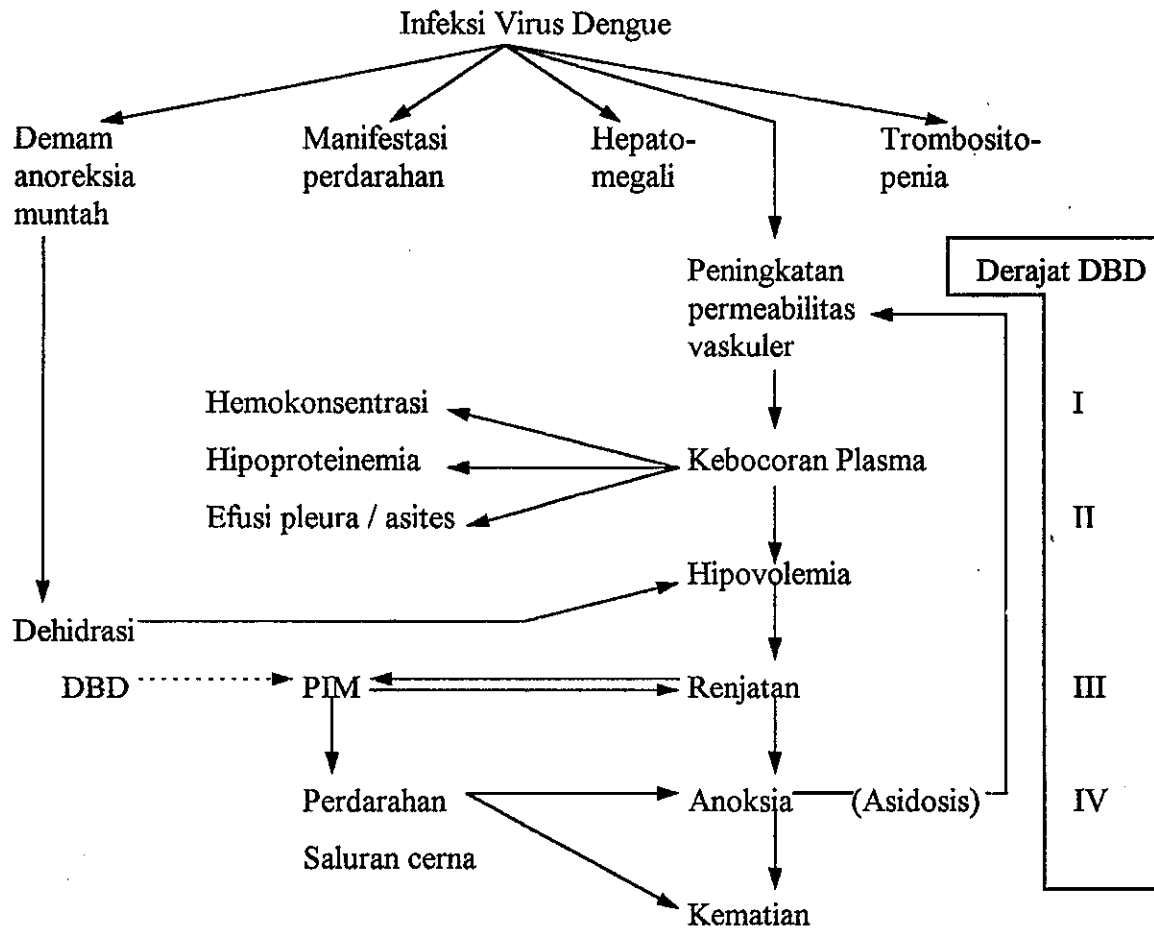 Infeksi Virus Dengue
Demam
anoreksia
muntah
Manifestasi
perdarahan
Hepato-
megali
Trombosito-
penia
Peningkatan
permeabilitas
vaskuler
Derajat DBD
Hemokonsentrasi
I
Hipoproteinemia
Kebocoran Plasma
Efusi pleura / asites
II
Hipovolemia
Dehidrasi
DBD
PIM
Renjatan
III
Perdarahan
Saluran cerna
Anoksia
(Asidosis)
IV
Kematian